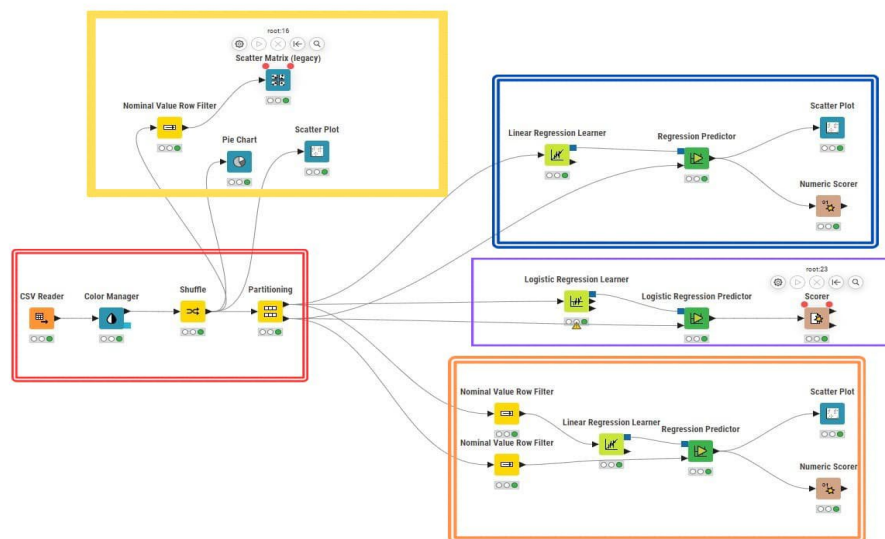 root:16
Scatter Matrix (legacy)
Nominal Value Row Filter
Pie Chart
Scatter Plot
CSV Reader
Color Manager
Shuffle
Partitioning
Linear Regression Learner
Regression Predictor
Scatter Plot
Numeric Scorer
root:23
Logistic Regression Learner
Logistic Regression Predictor
Scorer
Nominal Value Row Filter
Nominal Value Row Filter
Linear Regression Learner
Regression Predictor
Scatter Plot
Numeric Scorer